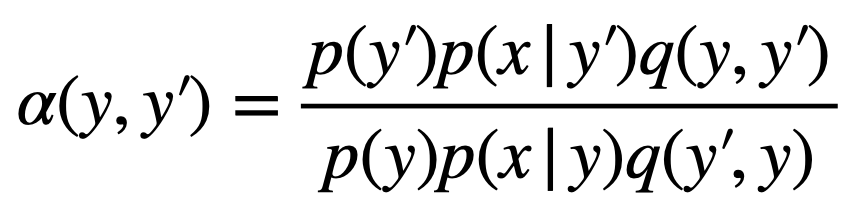 α(y, y′) = p(y′)p(x | y′)q(y, y′) / p(y)p(x | y)q(y′, y)